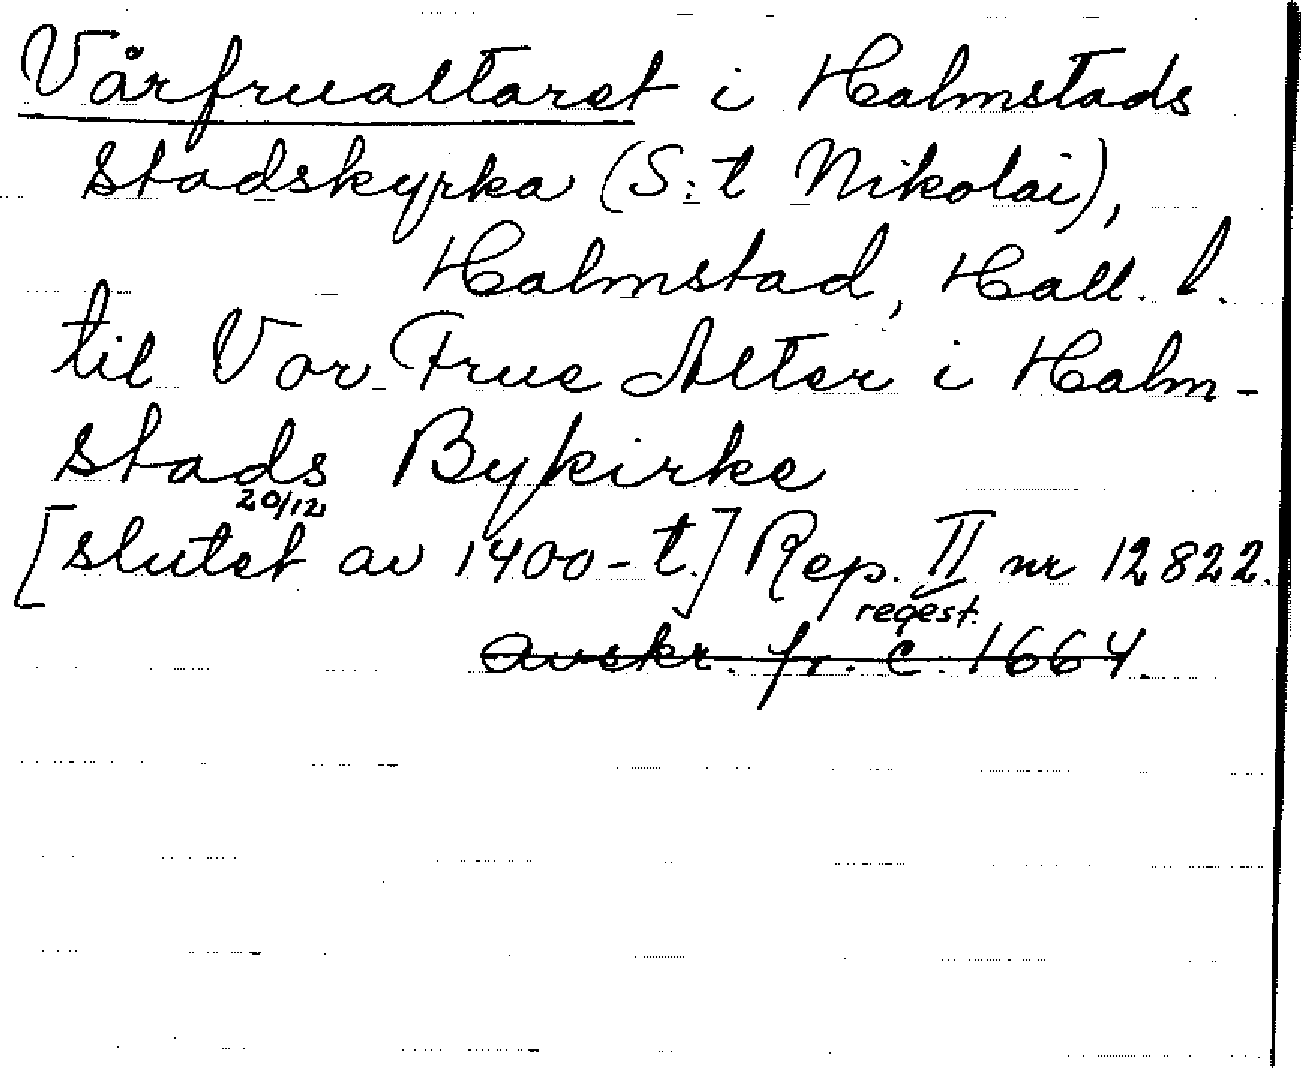 Vårfrualtaret i Halmstads
stadskyrka (S:t Nikolai),
Halmstad, Hall. l.
til Vor Frue Alter i Halm-
stads Bykirke
20/12
[slutet av 1400-t.] Rep. II nr 12822.
regest.
avskr. fr. c. 1664.